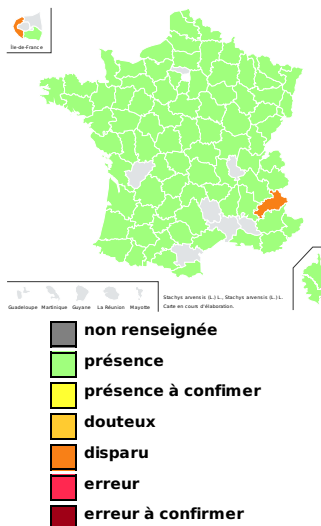 Île-de-France
Guadeloupe Martinique Guyane La Réunion Mayotte
Stachys arvensis (L.) L., Stachys arvensis (L.) L.
Carte en cours d'élaboration.
non renseignée
présence
présence à confimer
douteux
disparu
erreur
erreur à confirmer